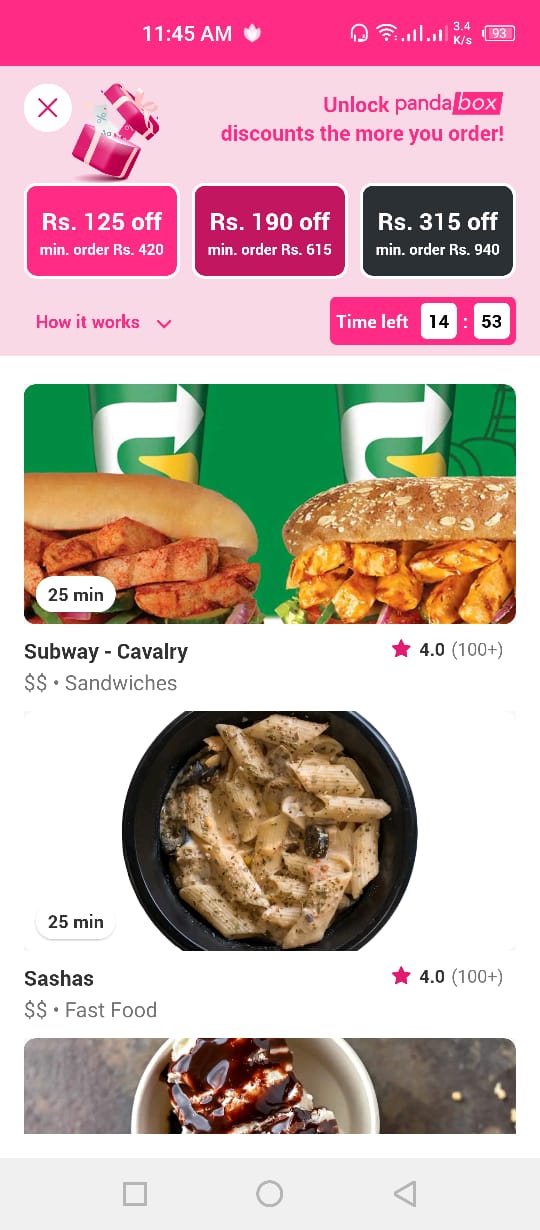 11:45 AM
3.4
K/s
93
Unlock pandabox
discounts the more you order!
Rs. 125 off
min. order Rs. 420
Rs. 190 off
min. order Rs. 615
Rs. 315 off
min. order Rs. 940
How it works
Time left 14 : 53
25 min
Subway - Cavalry
4.0 (100+)
$$ • Sandwiches
25 min
Sashas
4.0 (100+)
$$ • Fast Food